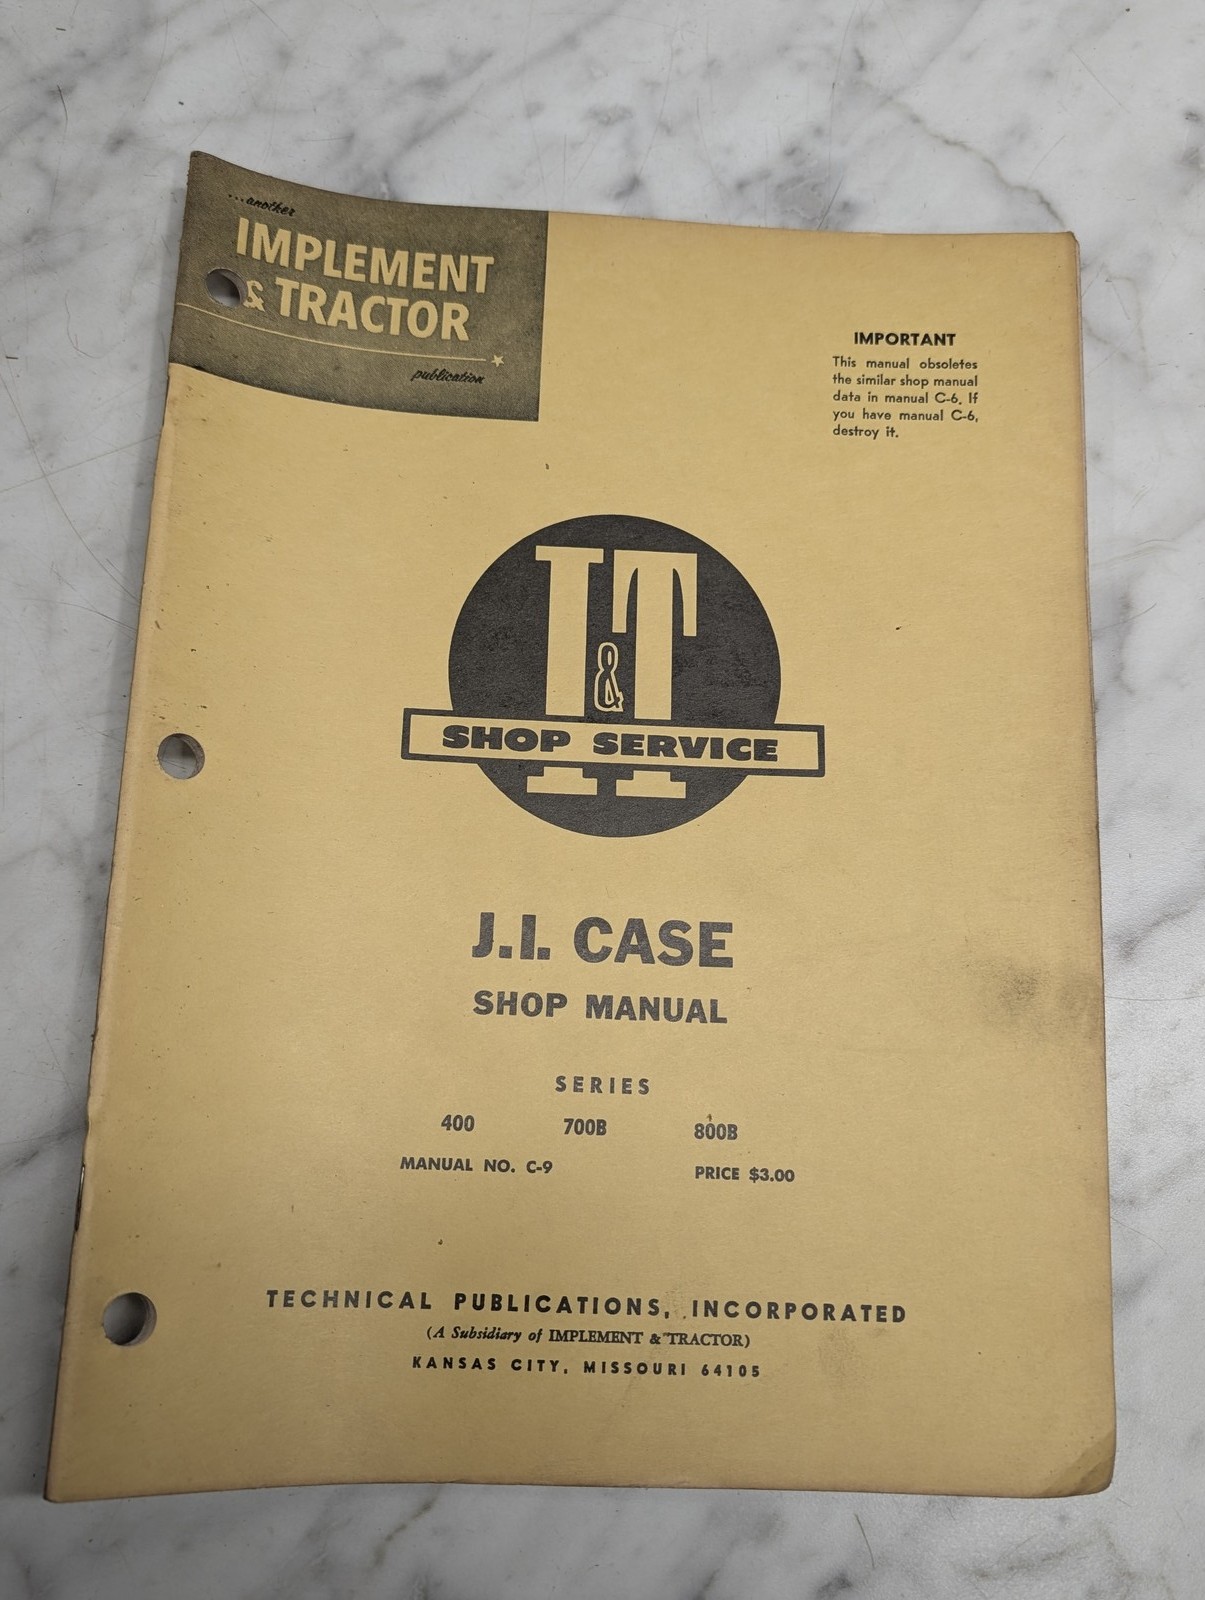 ...another
IMPLEMENT
& TRACTOR
publication
IMPORTANT
This manual obsoletes
the similar shop manual
data in manual C-6. If
you have manual C-6,
destroy it.
I&T
SHOP SERVICE
J.I. CASE
SHOP MANUAL
SERIES
400 700B 800B
MANUAL NO. C-9 PRICE $3.00
TECHNICAL PUBLICATIONS, INCORPORATED
(A Subsidiary of IMPLEMENT & TRACTOR)
KANSAS CITY, MISSOURI 64105